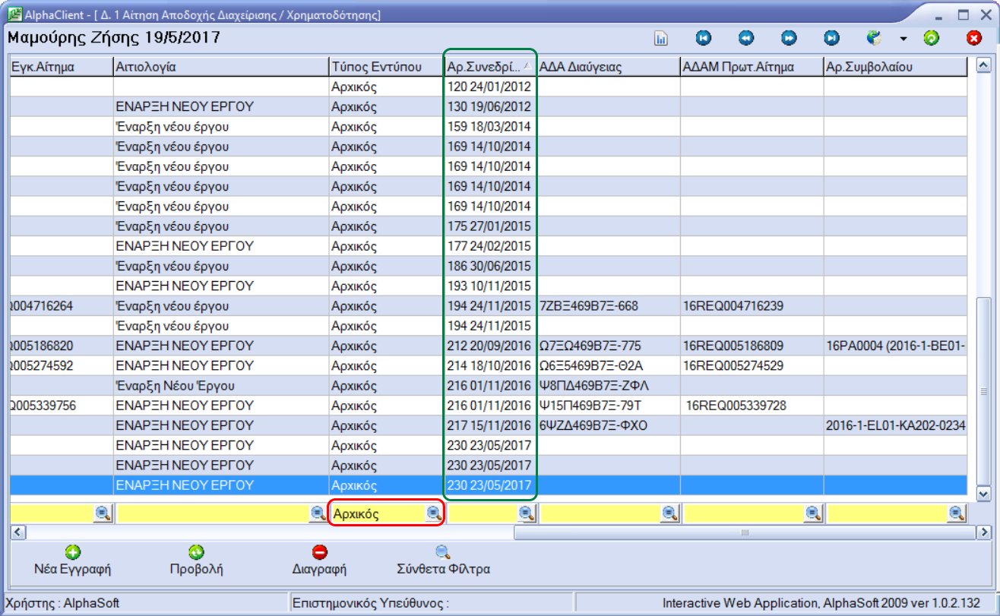 AlphaClient - [ Δ. 1 Αίτηση Αποδοχής Διαχείρισης / Χρηματοδότησης]
Μαμούρης Ζήσης 19/5/2017
Εγκ.Αίτημα Αιτιολογία Τύπος Εντύπου Αρ.Συνεδρί... ΑΔΑ Διαύγειας ΑΔΑΜ Πρωτ.Αίτημα Αρ.Συμβολαίου
Αρχικός 120 24/01/2012
ΕΝΑΡΞΗ ΝΕΟΥ ΕΡΓΟΥ Αρχικός 130 19/06/2012
Έναρξη νέου έργου Αρχικός 159 18/03/2014
Έναρξη νέου έργου Αρχικός 169 14/10/2014
Έναρξη νέου έργου Αρχικός 169 14/10/2014
Έναρξη νέου έργου Αρχικός 169 14/10/2014
Έναρξη νέου έργου Αρχικός 169 14/10/2014
Έναρξη νέου έργου Αρχικός 175 27/01/2015
ΕΝΑΡΞΗ ΝΕΟΥ ΕΡΓΟΥ Αρχικός 177 24/02/2015
Έναρξη νέου έργου Αρχικός 186 30/06/2015
ΕΝΑΡΞΗ ΝΕΟΥ ΕΡΓΟΥ Αρχικός 193 10/11/2015
Q004716264 Έναρξη νέου έργου Αρχικός 194 24/11/2015 7ΖΒΞ469Β7Ξ-668 16REQ004716239
Έναρξη νέου έργου Αρχικός 194 24/11/2015
Q005186820 ΕΝΑΡΞΗ ΝΕΟΥ ΕΡΓΟΥ Αρχικός 212 20/09/2016 Ω7ΞΩ469Β7Ξ-775 16REQ005186809 16PA0004 (2016-1-BE01-
Q005274592 ΕΝΑΡΞΗ ΝΕΟΥ ΕΡΓΟΥ Αρχικός 214 18/10/2016 Ω6Ξ5469Β7Ξ-Θ2Α 16REQ005274529
Έναρξη Νέου Έργου Αρχικός 216 01/11/2016 Ψ8ΠΔ469Β7Ξ-ΖΦΛ
Q005339756 ΕΝΑΡΞΗ ΝΕΟΥ ΕΡΓΟΥ Αρχικός 216 01/11/2016 Ψ15Π469Β7Ξ-79Τ 16REQ005339728
ΕΝΑΡΞΗ ΝΕΟΥ ΕΡΓΟΥ Αρχικός 217 15/11/2016 6ΨΖΔ469Β7Ξ-ΦΧΟ 2016-1-EL01-KA202-0234
ΕΝΑΡΞΗ ΝΕΟΥ ΕΡΓΟΥ Αρχικός 230 23/05/2017
ΕΝΑΡΞΗ ΝΕΟΥ ΕΡΓΟΥ Αρχικός 230 23/05/2017
ΕΝΑΡΞΗ ΝΕΟΥ ΕΡΓΟΥ Αρχικός 230 23/05/2017
Αρχικός
Νέα Εγγραφή Προβολή Διαγραφή Σύνθετα Φίλτρα
Χρήστης : AlphaSoft Επιστημονικός Υπεύθυνος : Interactive Web Application, AlphaSoft 2009 ver 1.0.2.132